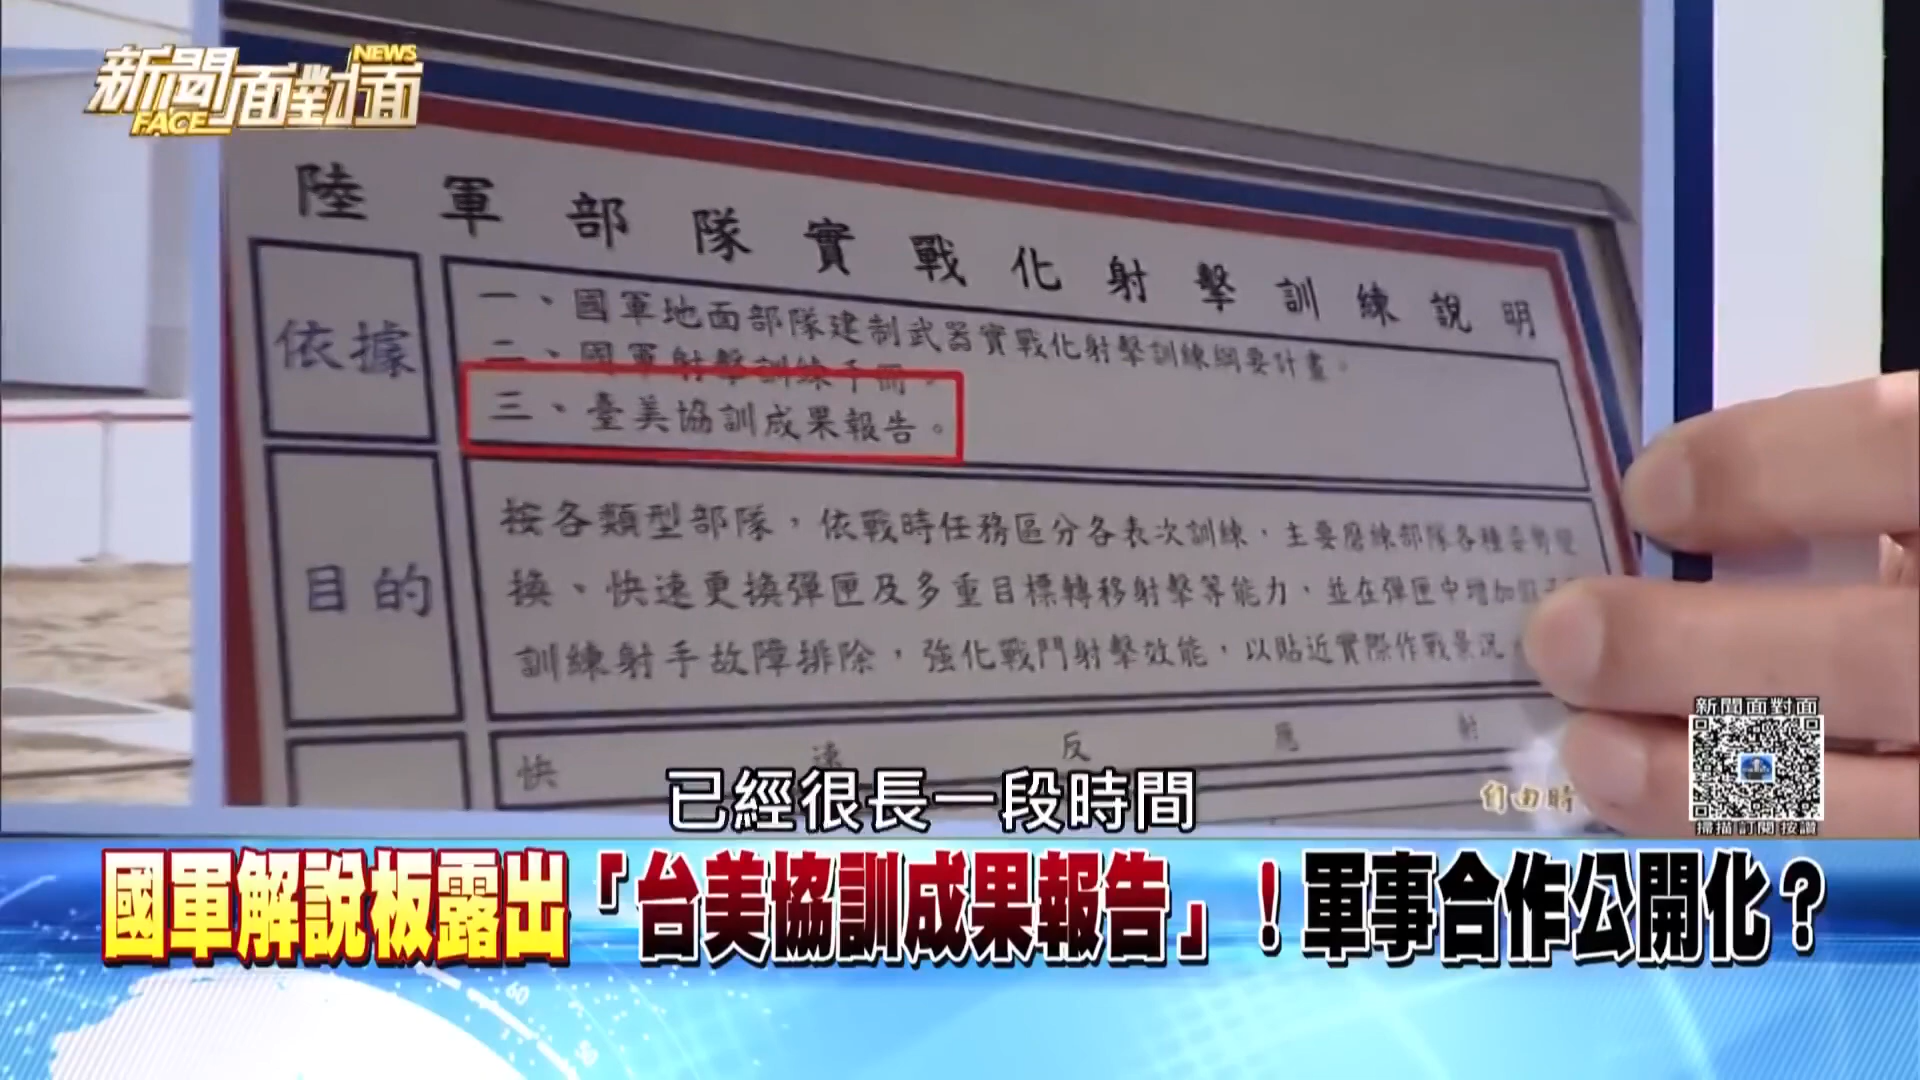 新聞面對面
NEWS
FACE
陸軍部隊實戰化射擊訓練說明
依據
一、國軍地面部隊建制武器實戰化射擊訓練綱要計畫。
二、國軍射擊訓練手冊。
三、臺美協訓成果報告。
目的
按各類型部隊，依戰時任務區分各表次訓練，主要磨練部隊各種姿勢變
換、快速更換彈匣及多重目標轉移射擊等能力，並在彈匣中增加
訓練射手故障排除，強化戰鬥射擊效能，以貼近實際作戰景況
快速反應射
自由時
已經很長一段時間
新聞面對面
掃描訂閱按讚
國軍解說板露出「台美協訓成果報告」！軍事合作公開化？